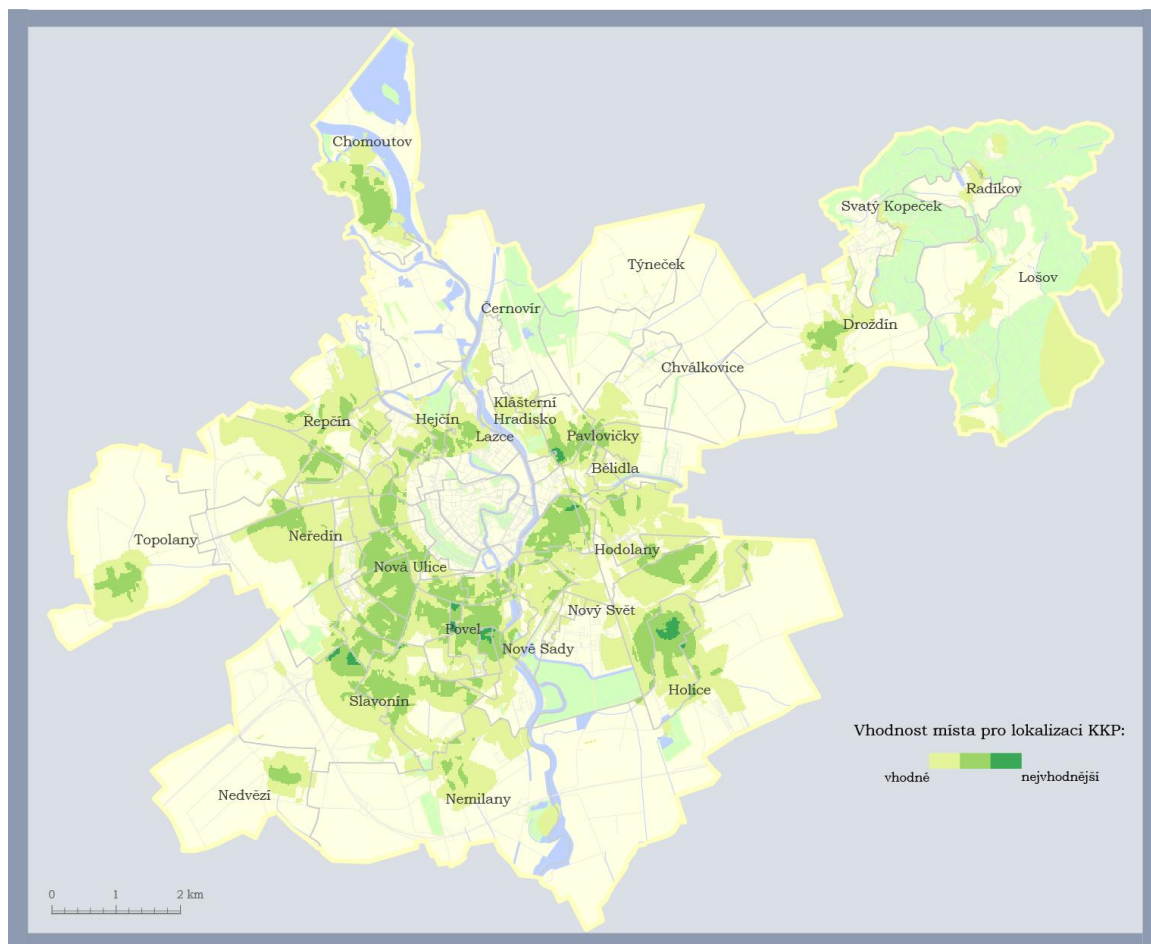 Chomoutov
Radíkov
Svatý Kopeček
Týneček
Lošov
Černovír
Droždín
Chválkovice
Klášterní
Hradisko
Řepčín
Hejčín
Lazce
Pavlovičky
Bělidla
Topolany
Neředín
Hodolany
Nová Ulice
Nový Svět
Povel
Nové Sady
Holice
Slavonín
Vhodnost místa pro lokalizaci KKP:
vhodné
nejvhodnější
Nedvězí
Nemilany
0 1 2 km